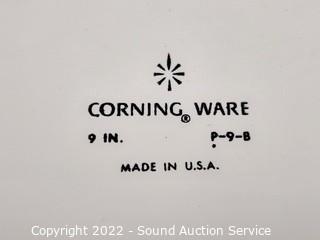 CORNING® WARE
9 IN. P-9-B
MADE IN U.S.A.
Copyright 2022 - Sound Auction Service